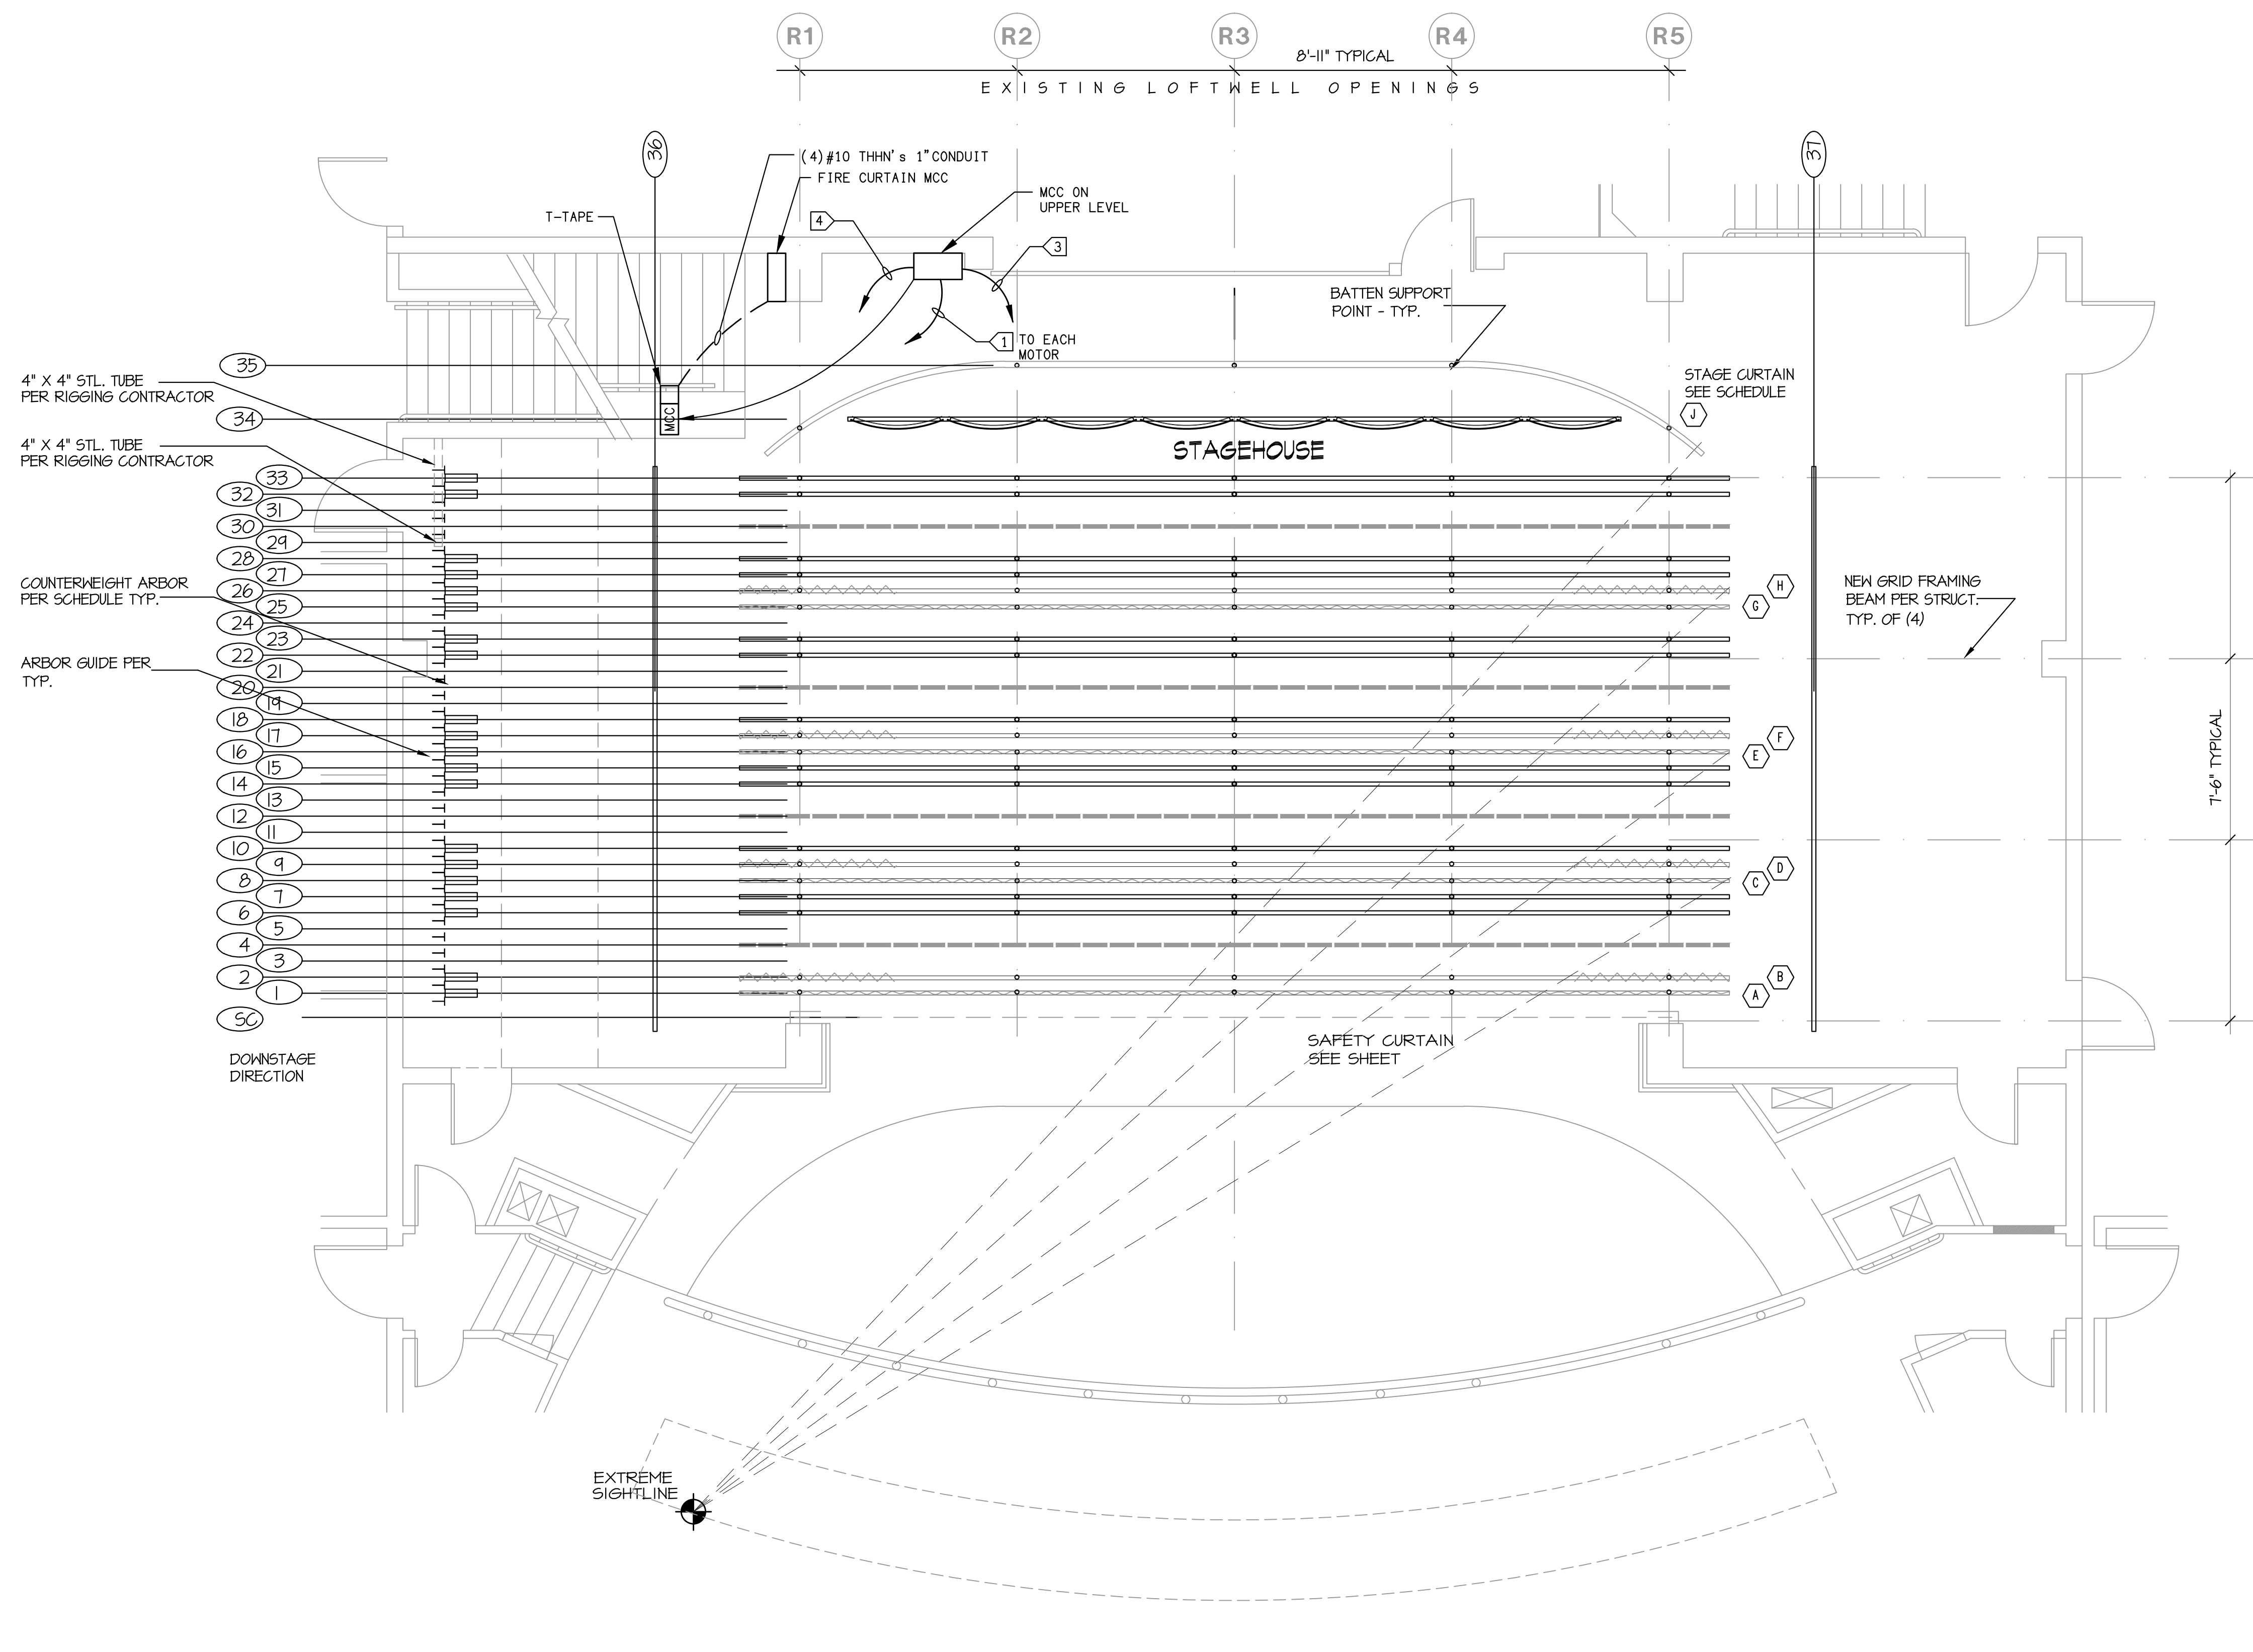 R1 R2 R3 R4 R5
8'-11" TYPICAL
EXISTING LOFTWELL OPENINGS
36
37
(4)#10 THHN's 1"CONDUIT
FIRE CURTAIN MCC
MCC ON
UPPER LEVEL
T-TAPE
4
3
1
TO EACH
MOTOR
BATTEN SUPPORT
POINT - TYP.
35
4" X 4" STL. TUBE
PER RIGGING CONTRACTOR
STAGE CURTAIN
SEE SCHEDULE
J
34
MCC
STAGEHOUSE
4" X 4" STL. TUBE
PER RIGGING CONTRACTOR
33
32
31
30
29
28
27
26
25
24
23
22
21
20
19
18
17
16
15
14
13
12
11
10
9
8
7
6
5
4
3
2
1
SC
COUNTERWEIGHT ARBOR
PER SCHEDULE TYP.
ARBOR GUIDE PER
TYP.
H
G
F
E
D
C
B
A
NEW GRID FRAMING
BEAM PER STRUCT.
TYP. OF (4)
7'-6" TYPICAL
SAFETY CURTAIN
SEE SHEET
DOWNSTAGE
DIRECTION
EXTREME
SIGHTLINE